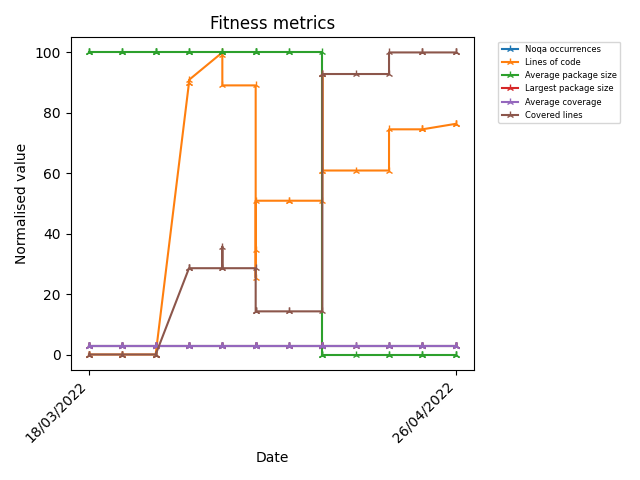 Fitness metrics
Normalised value
100
80
60
40
20
0
18/03/2022
26/04/2022
Date
Noqa occurrences
Lines of code
Average package size
Largest package size
Average coverage
Covered lines